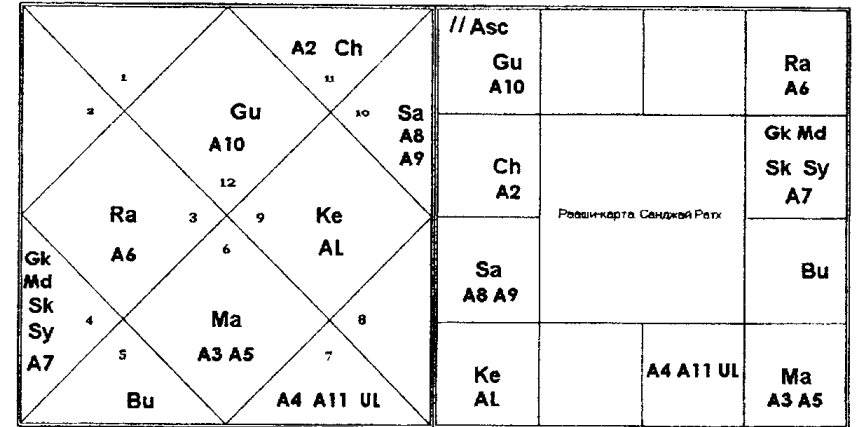 A2 Ch
1
11
2
Gu
10
Sa
A10
A8
A9
12
Ra
3
9
Ke
A6
6
AL
Gk
Md
Sk
Sy
4
Ma
8
A7
5
A3 A5
7
Bu
A4 A11 UL
// Asc
Gu
A10
Ra
A6
Ch
A2
Рааши-карта. Санджай Ратх
Gk Md
Sk Sy
A7
Sa
A8 A9
Bu
Ke
AL
A4 A11 UL
Ma
A3 A5